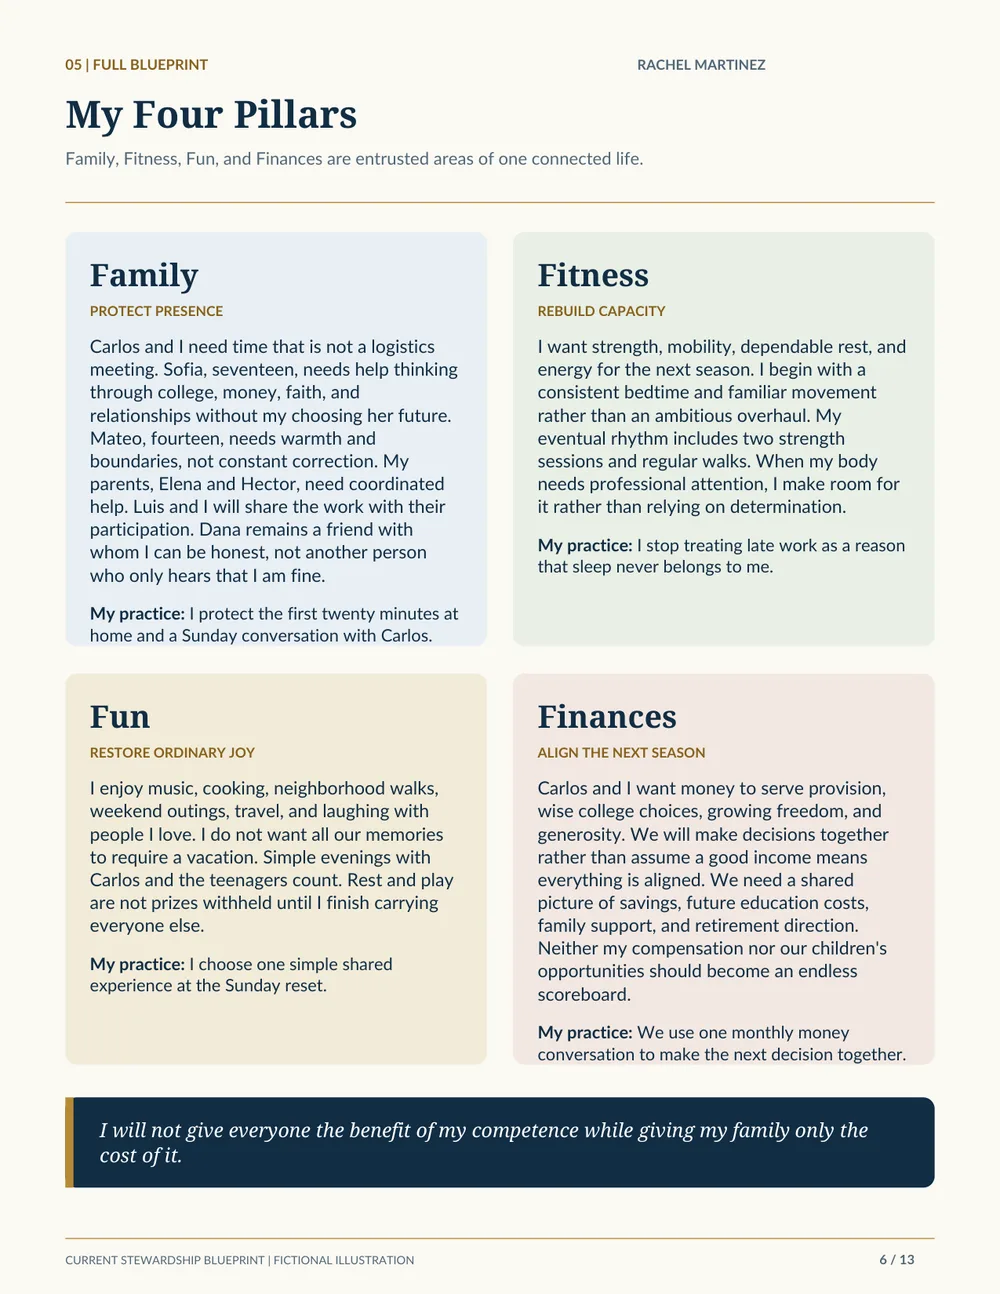 05 | FULL BLUEPRINT
RACHEL MARTINEZ
My Four Pillars
Family, Fitness, Fun, and Finances are entrusted areas of one connected life.
Family
PROTECT PRESENCE
Carlos and I need time that is not a logistics
meeting. Sofia, seventeen, needs help thinking
through college, money, faith, and
relationships without my choosing her future.
Mateo, fourteen, needs warmth and
boundaries, not constant correction. My
parents, Elena and Hector, need coordinated
help. Luis and I will share the work with their
participation. Dana remains a friend with
whom I can be honest, not another person
who only hears that I am fine.
My practice: I protect the first twenty minutes at
home and a Sunday conversation with Carlos.
Fitness
REBUILD CAPACITY
I want strength, mobility, dependable rest, and
energy for the next season. I begin with a
consistent bedtime and familiar movement
rather than an ambitious overhaul. My
eventual rhythm includes two strength
sessions and regular walks. When my body
needs professional attention, I make room for
it rather than relying on determination.
My practice: I stop treating late work as a reason
that sleep never belongs to me.
Fun
RESTORE ORDINARY JOY
I enjoy music, cooking, neighborhood walks,
weekend outings, travel, and laughing with
people I love. I do not want all our memories
to require a vacation. Simple evenings with
Carlos and the teenagers count. Rest and play
are not prizes withheld until I finish carrying
everyone else.
My practice: I choose one simple shared
experience at the Sunday reset.
Finances
ALIGN THE NEXT SEASON
Carlos and I want money to serve provision,
wise college choices, growing freedom, and
generosity. We will make decisions together
rather than assume a good income means
everything is aligned. We need a shared
picture of savings, future education costs,
family support, and retirement direction.
Neither my compensation nor our children's
opportunities should become an endless
scoreboard.
My practice: We use one monthly money
conversation to make the next decision together.
I will not give everyone the benefit of my competence while giving my family only the
cost of it.
CURRENT STEWARDSHIP BLUEPRINT | FICTIONAL ILLUSTRATION
6 / 13